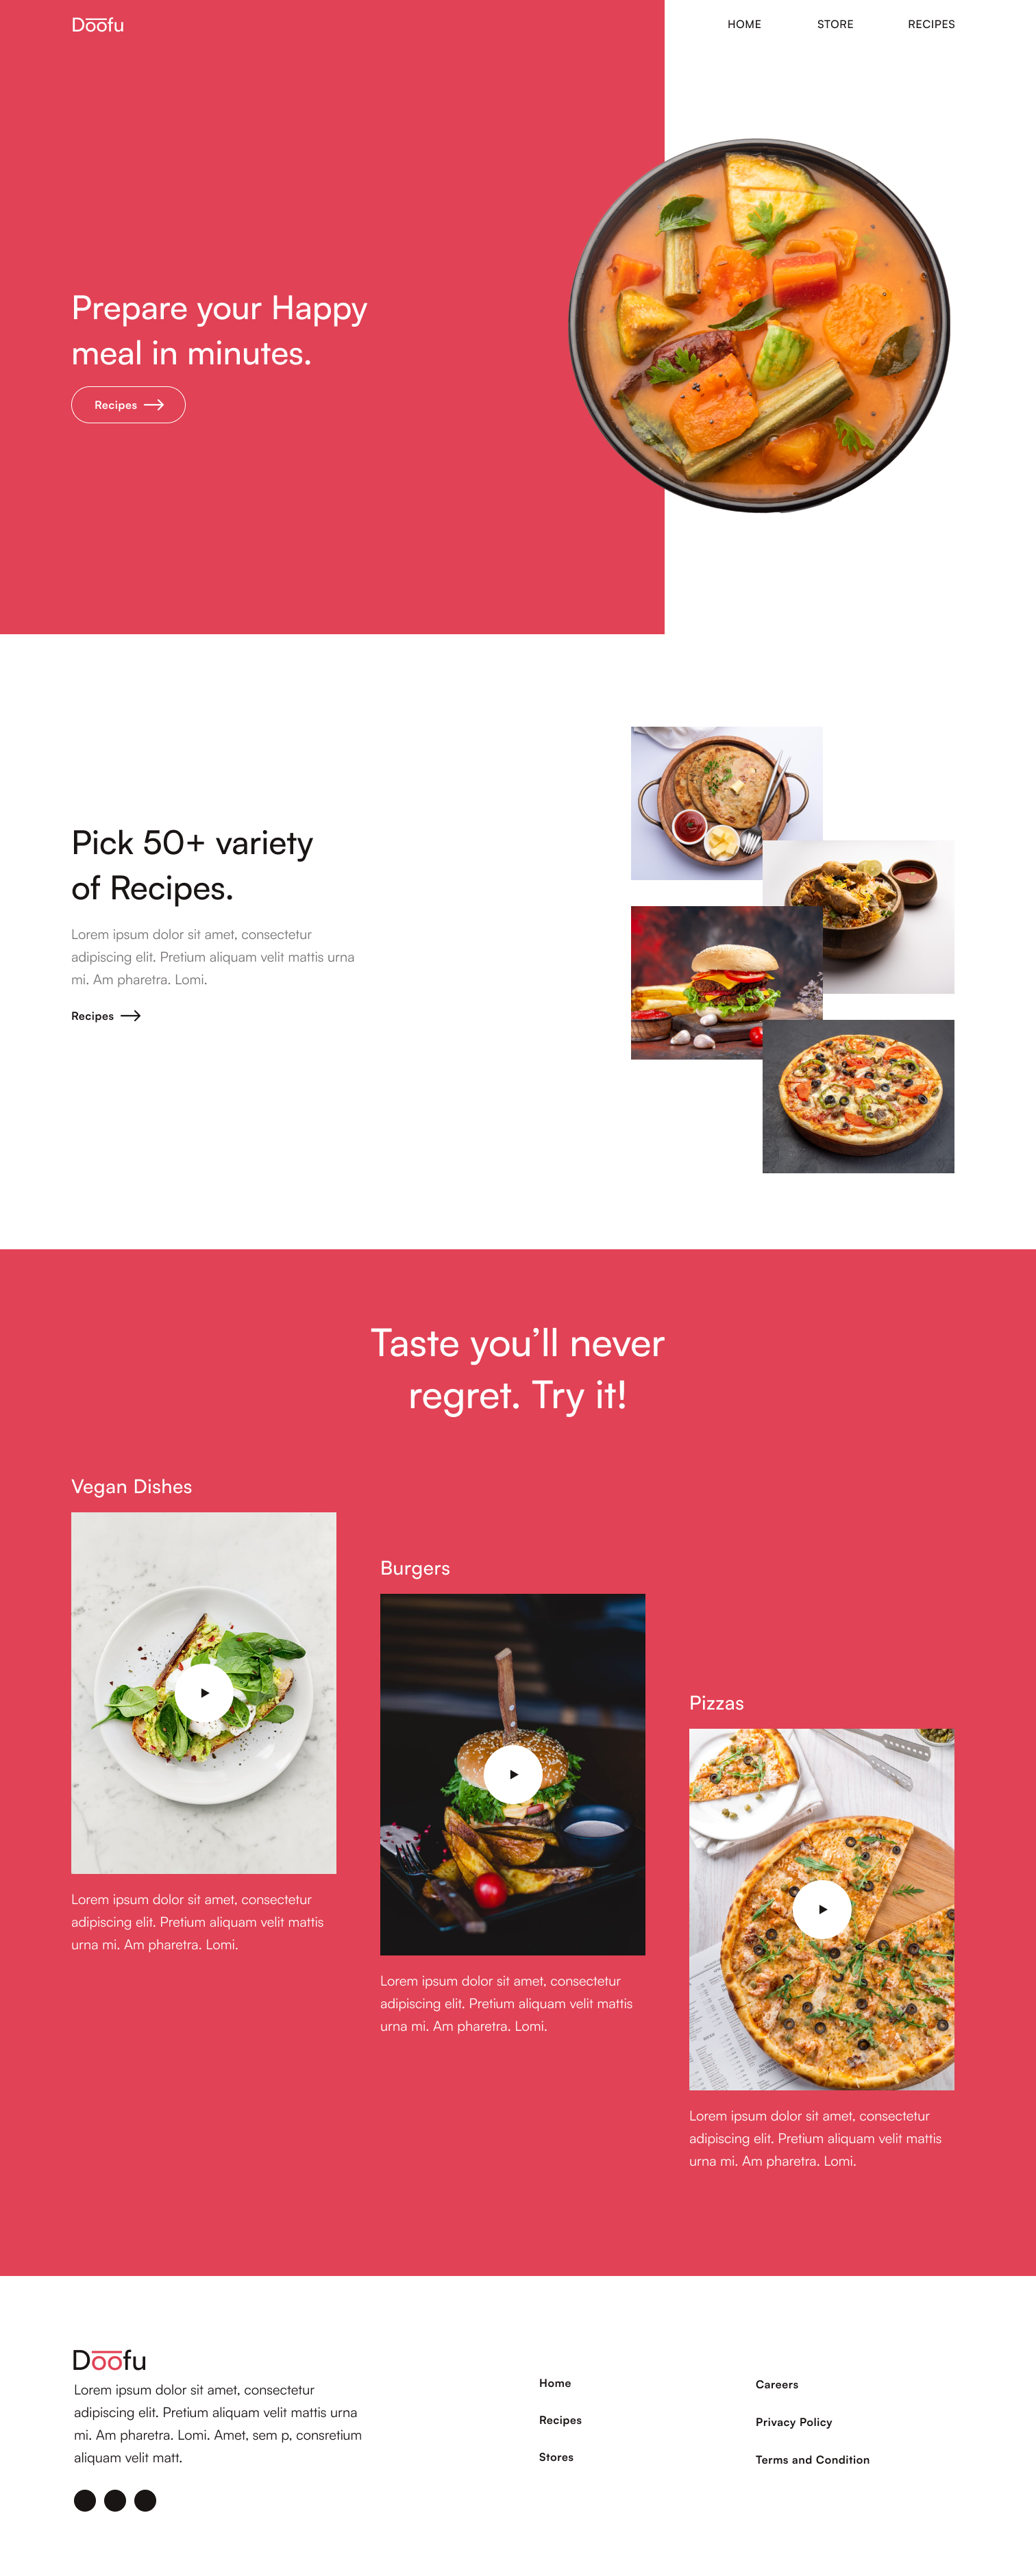 Doofu
HOME
STORE
RECIPES
Prepare your Happy
meal in minutes.
Recipes
Pick 50+ variety
of Recipes.
Lorem ipsum dolor sit amet, consectetur
adipiscing elit. Pretium aliquam velit mattis urna
mi. Am pharetra. Lomi.
Recipes
Taste you’ll never
regret. Try it!
Vegan Dishes
Lorem ipsum dolor sit amet, consectetur
adipiscing elit. Pretium aliquam velit mattis
urna mi. Am pharetra. Lomi.
Burgers
Lorem ipsum dolor sit amet, consectetur
adipiscing elit. Pretium aliquam velit mattis
urna mi. Am pharetra. Lomi.
Pizzas
Lorem ipsum dolor sit amet, consectetur
adipiscing elit. Pretium aliquam velit mattis
urna mi. Am pharetra. Lomi.
Doofu
Lorem ipsum dolor sit amet, consectetur
adipiscing elit. Pretium aliquam velit mattis urna
mi. Am pharetra. Lomi. Amet, sem p, consretium
aliquam velit matt.
Home
Recipes
Stores
Careers
Privacy Policy
Terms and Condition